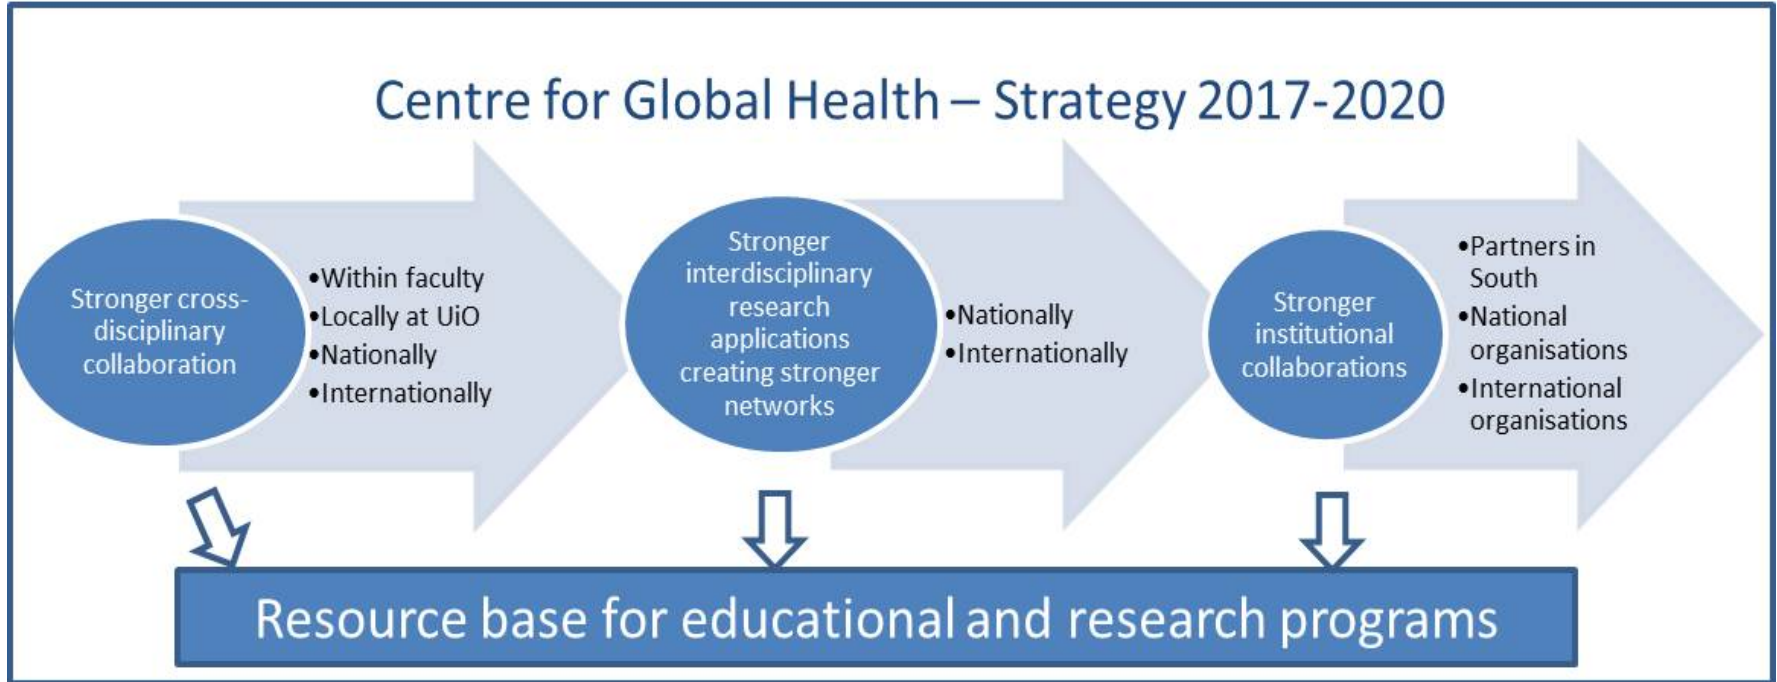 Centre for Global Health – Strategy 2017-2020
Stronger cross-
disciplinary
collaboration
•Within faculty
•Locally at UiO
•Nationally
•Internationally
Stronger
interdisciplinary
research
applications
creating stronger
networks
•Nationally
•Internationally
Stronger
institutional
collaborations
•Partners in
South
•National
organisations
•International
organisations
Resource base for educational and research programs